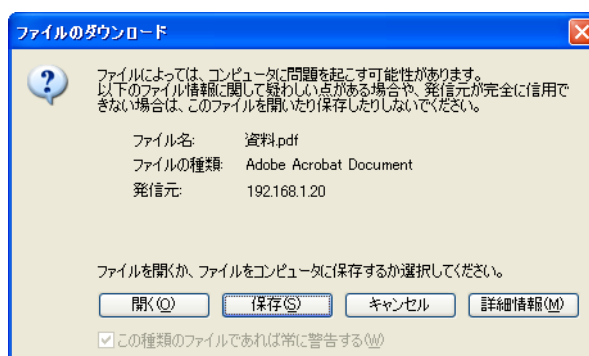 ファイルのダウンロード
ファイルによっては、コンピュータに問題を起こす可能性があります。
以下のファイル情報に関して疑わしい点がある場合や、発信元が完全に信用で
きない場合は、このファイルを開いたり保存したりしないでください。
ファイル名: 資料.pdf
ファイルの種類: Adobe Acrobat Document
発信元: 192.168.1.20
ファイルを開くか、ファイルをコンピュータに保存するか選択してください。
開く(O) 保存(S) キャンセル 詳細情報(M)
この種類のファイルであれば常に警告する(W)